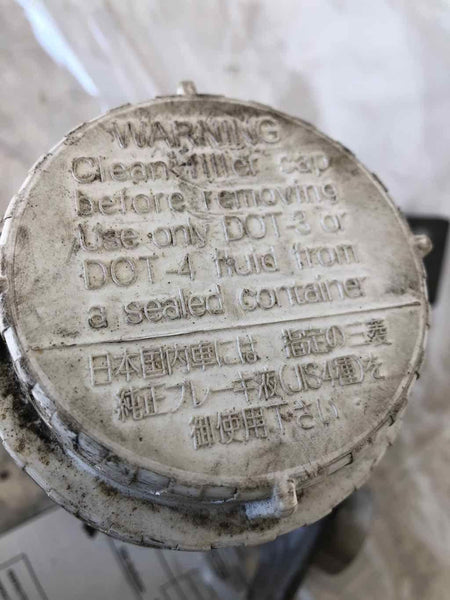 WARNING
Clean filler cap
before removing
Use only DOT-3 or
DOT-4 fluid from
a sealed container
日本国内車には 指定の三菱
純正ブレーキ液(JIS4種)を
御使用下さい